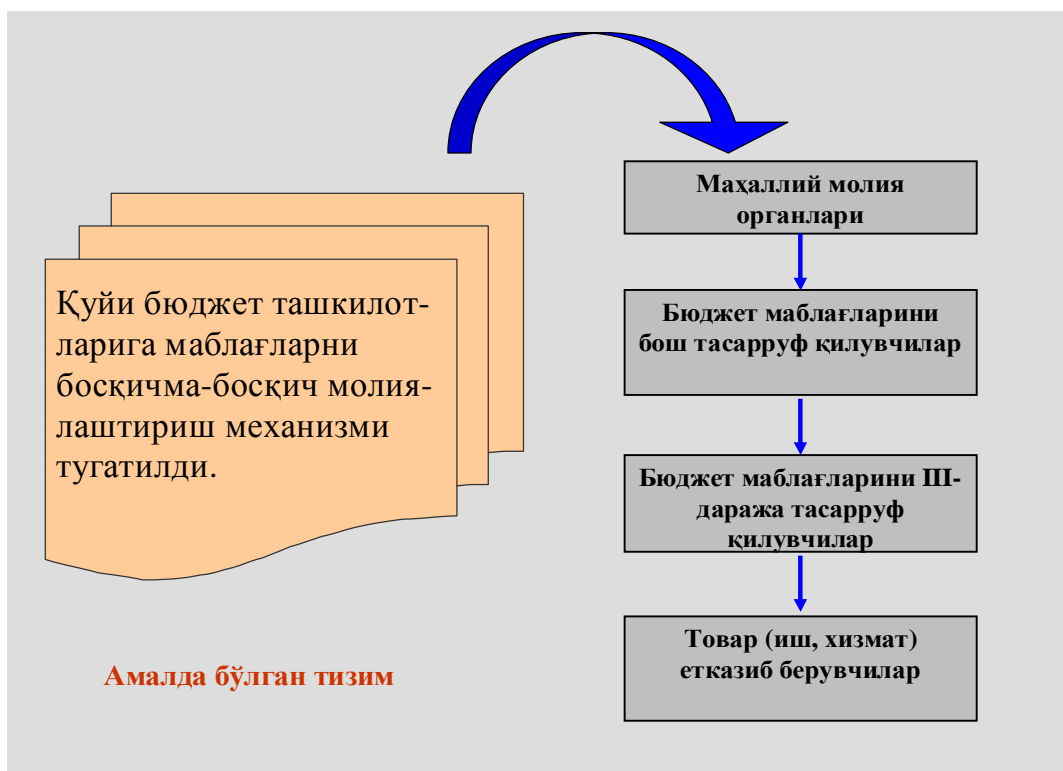 Қуйи бюджет ташкилот-
ларига маблағларни
босқичма-босқич молия-
лаштириш механизми
тугатилди.
Амалда бўлган тизим
Маҳаллий молия
органлари
Бюджет маблағларини
бош тасарруф қилувчилар
Бюджет маблағларини III-
даража тасарруф
қилувчилар
Товар (иш, хизмат)
етказиб берувчилар